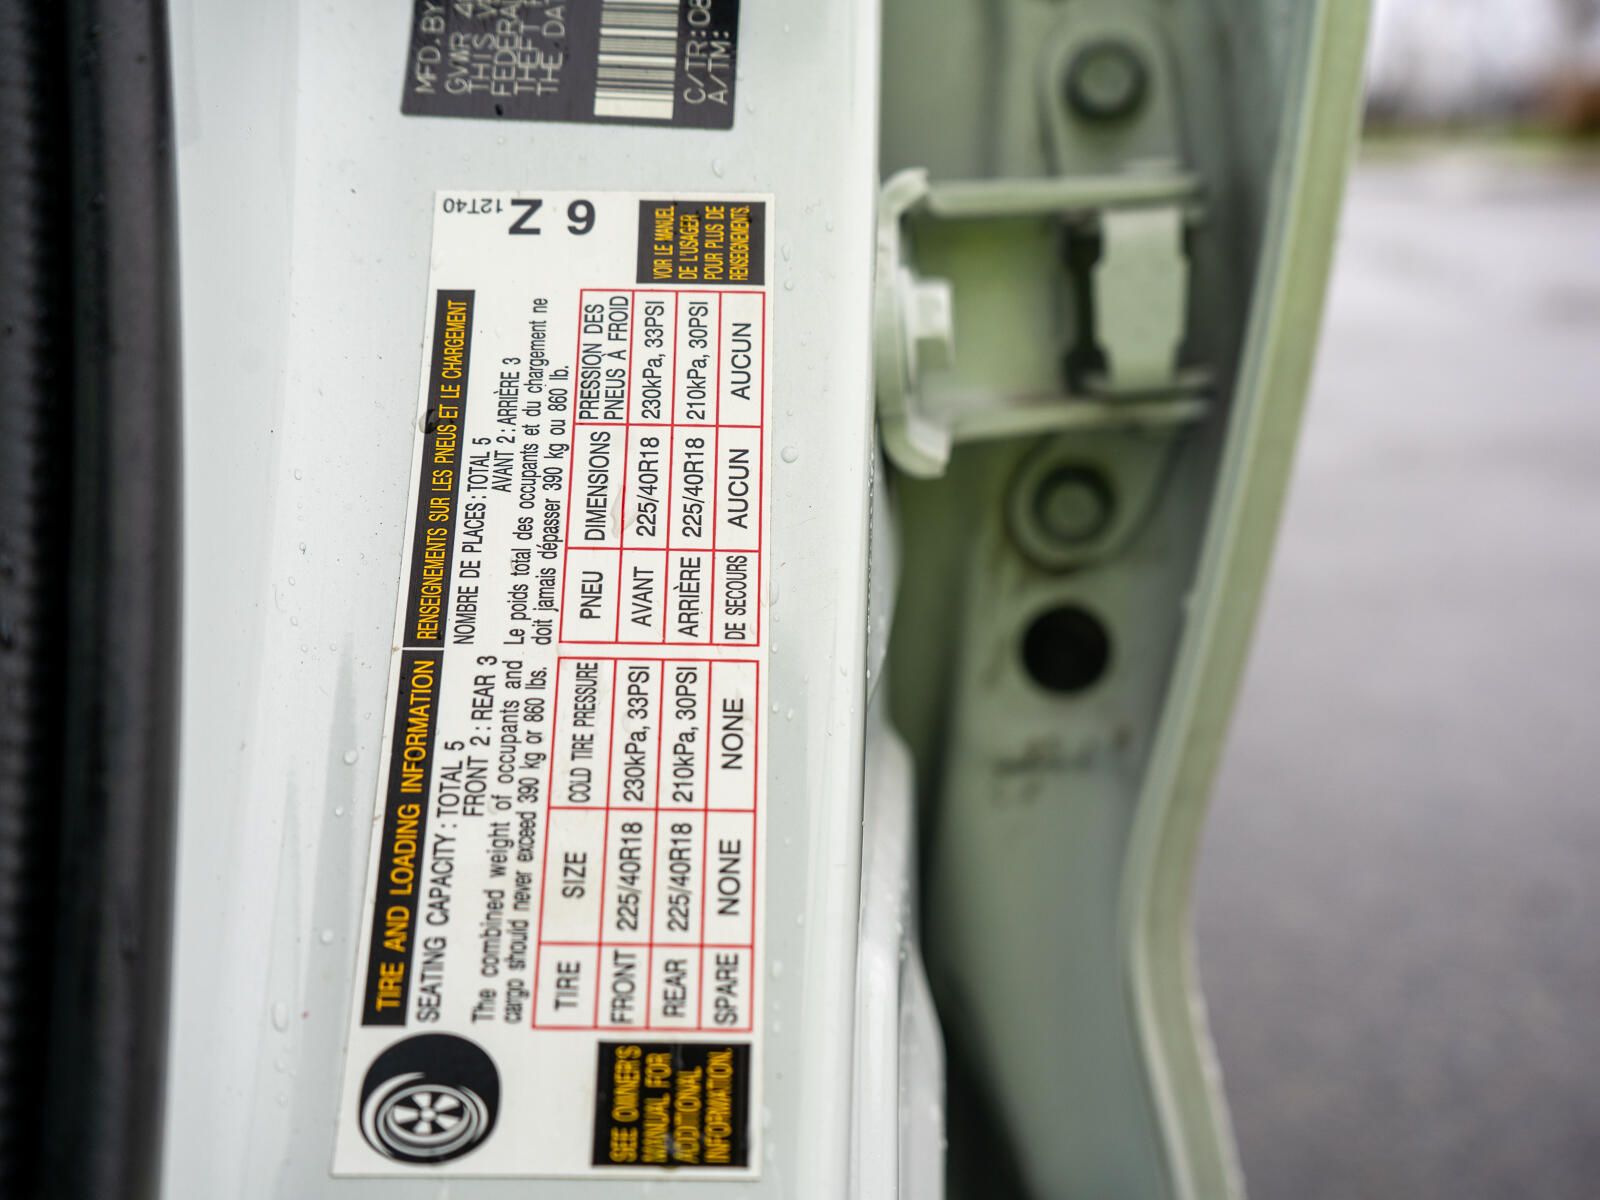 MFD. BY
GVWR 4
THIS V
FEDERA
THEFT
THE DA
C/TR:
A/TM:
12T40
6Z
TIRE AND LOADING INFORMATION
SEATING CAPACITY : TOTAL 5
FRONT 2 : REAR 3
The combined weight of occupants and
cargo should never exceed 390 kg or 860 lbs.
TIRE SIZE COLD TIRE PRESSURE
FRONT 225/40R18 230kPa, 33PSI
REAR 225/40R18 210kPa, 30PSI
SPARE NONE NONE
SEE OWNER'S
MANUAL FOR
ADDITIONAL
INFORMATION.
RENSEIGNEMENTS SUR LES PNEUS ET LE CHARGEMENT
NOMBRE DE PLACES : TOTAL 5
AVANT 2 : ARRIÈRE 3
Le poids total des occupants et du chargement ne
doit jamais dépasser 390 kg ou 860 lb.
PNEU DIMENSIONS PRESSION DES
PNEUS À FROID
AVANT 225/40R18 230kPa, 33PSI
ARRIÈRE 225/40R18 210kPa, 30PSI
DE SECOURS AUCUN AUCUN
VOIR LE MANUEL
DE L'USAGER
POUR PLUS DE
RENSEIGNEMENTS.